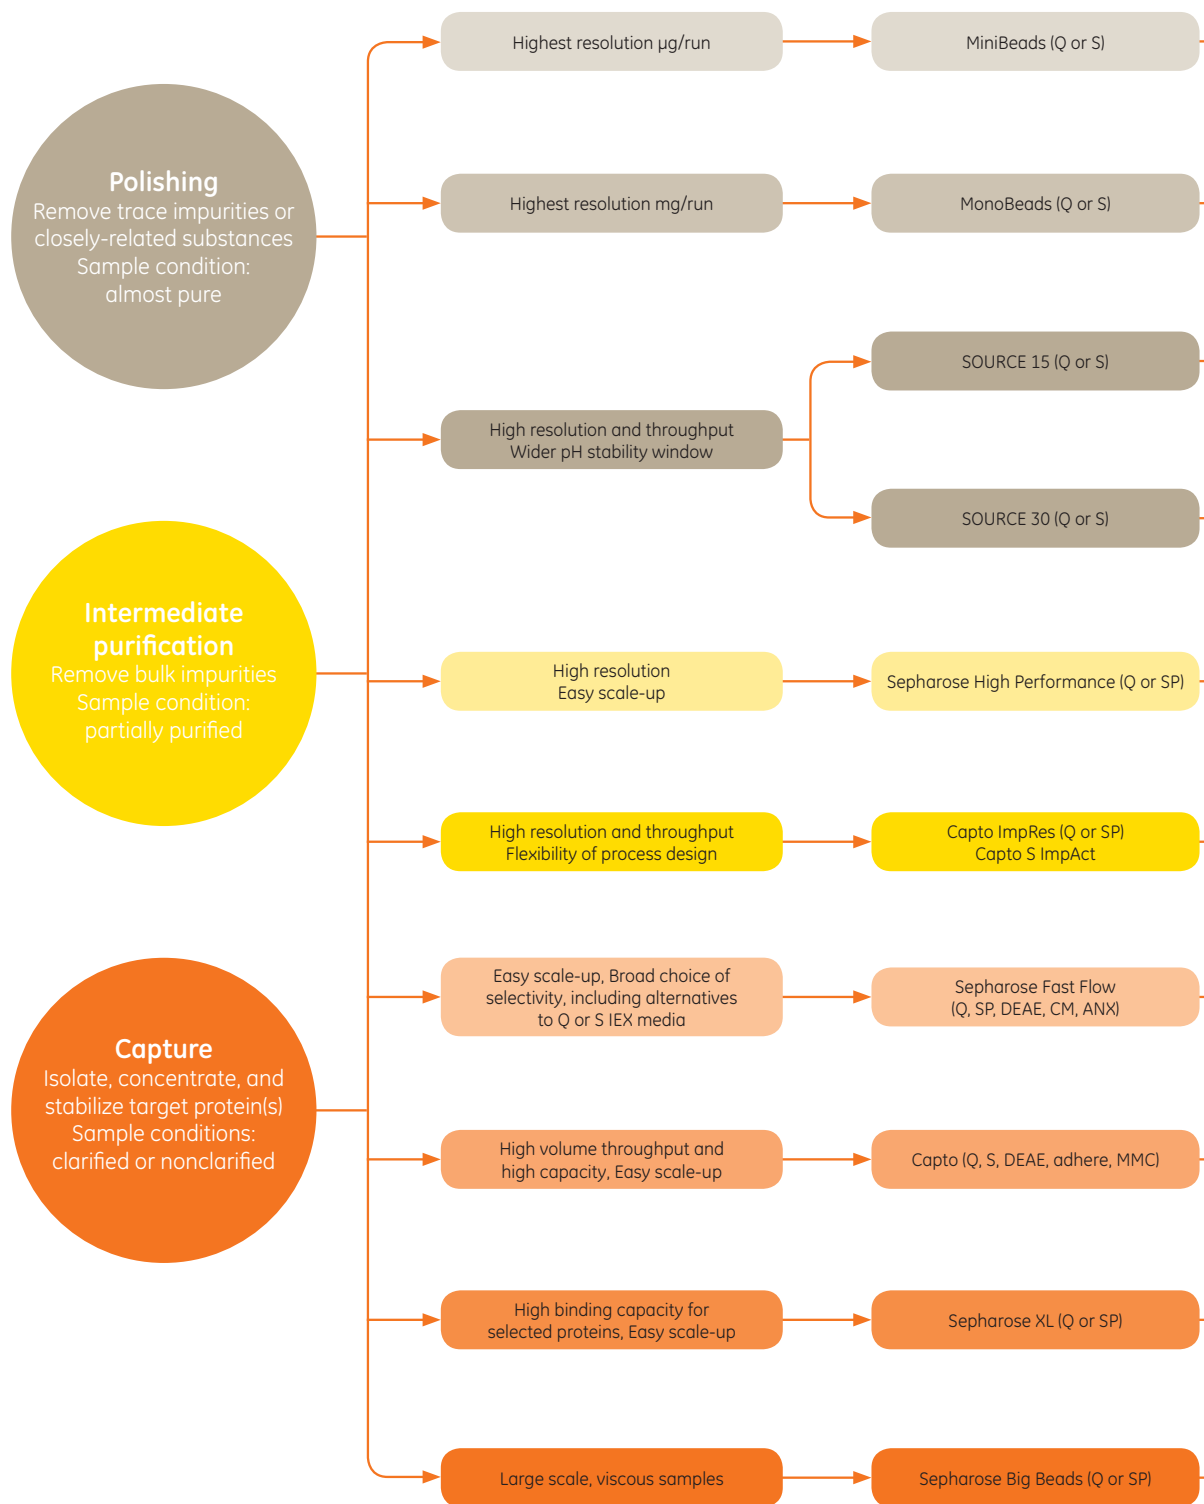 Highest resolution µg/run
MiniBeads (Q or S)
Polishing
Remove trace impurities or
closely-related substances
Sample condition:
almost pure
Highest resolution mg/run
MonoBeads (Q or S)
High resolution and throughput
Wider pH stability window
SOURCE 15 (Q or S)
SOURCE 30 (Q or S)
Intermediate
purification
Remove bulk impurities
Sample condition:
partially purified
High resolution
Easy scale-up
Sepharose High Performance (Q or SP)
High resolution and throughput
Flexibility of process design
Capto ImpRes (Q or SP)
Capto S ImpAct
Capture
Isolate, concentrate, and
stabilize target protein(s)
Sample conditions:
clarified or nonclarified
Easy scale-up, Broad choice of
selectivity, including alternatives
to Q or S IEX media
Sepharose Fast Flow
(Q, SP, DEAE, CM, ANX)
High volume throughput and
high capacity, Easy scale-up
Capto (Q, S, DEAE, adhere, MMC)
High binding capacity for
selected proteins, Easy scale-up
Sepharose XL (Q or SP)
Large scale, viscous samples
Sepharose Big Beads (Q or SP)